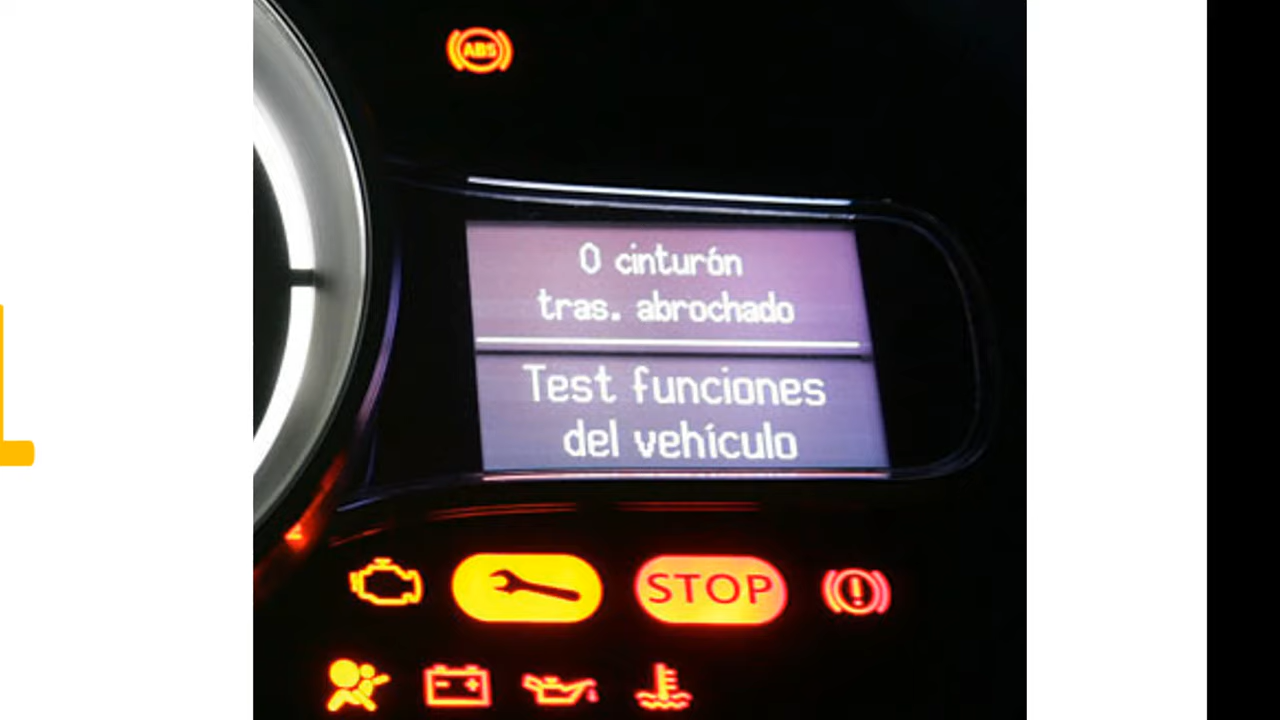 ABS
0 cinturón
tras. abrochado
Test funciones
del vehículo
STOP